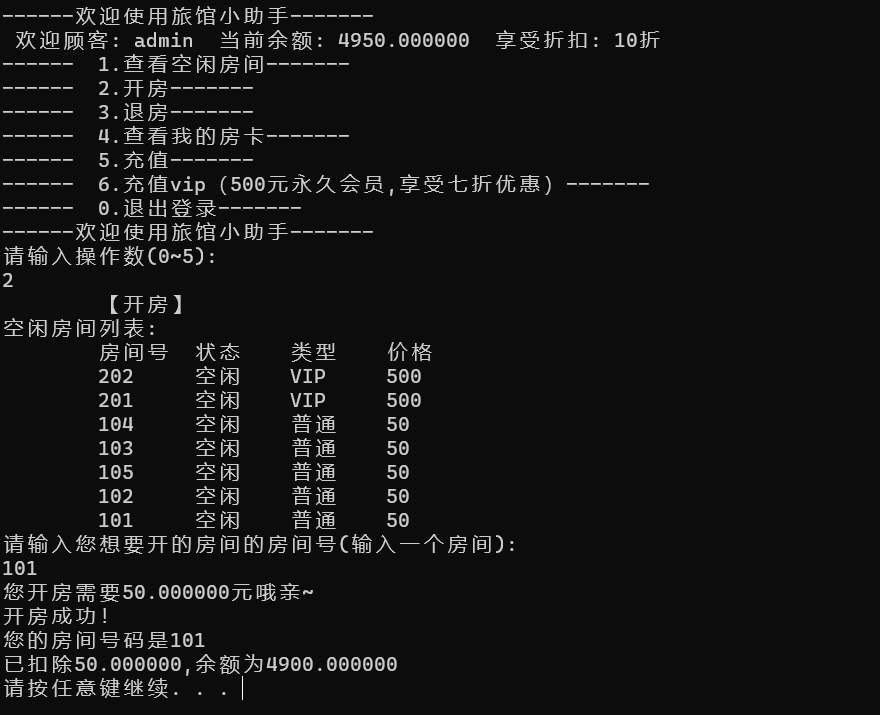 ------欢迎使用旅馆小助手-------
 欢迎顾客: admin  当前余额: 4950.000000  享受折扣: 10折
------  1.查看空闲房间-------
------  2.开房-------
------  3.退房-------
------  4.查看我的房卡-------
------  5.充值-------
------  6.充值vip (500元永久会员,享受七折优惠) -------
------  0.退出登录-------
------欢迎使用旅馆小助手-------
请输入操作数(0~5):
2
        【开房】
空闲房间列表:
        房间号  状态    类型    价格
        202     空闲    VIP     500
        201     空闲    VIP     500
        104     空闲    普通    50
        103     空闲    普通    50
        105     空闲    普通    50
        102     空闲    普通    50
        101     空闲    普通    50
请输入您想要开的房间的房间号(输入一个房间):
101
您开房需要50.000000元哦亲~
开房成功!
您的房间号码是101
已扣除50.000000,余额为4900.000000
请按任意键继续. . .